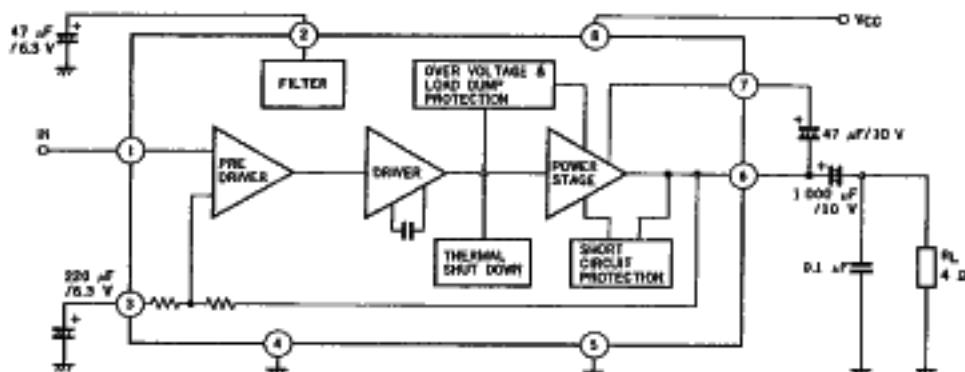 47 µF
/6.3 V
2
8
VCC
FILTER
OVER VOLTAGE &
LOAD DUMP
PROTECTION
7
47 µF/10 V
IN
1
PRE
DRIVER
DRIVER
POWER
STAGE
6
1 000 µF
/10 V
THERMAL
SHUT DOWN
SHORT
CIRCUIT
PROTECTION
0.1 µF
RL
4 Ω
220 µF
/6.3 V
3
4
5